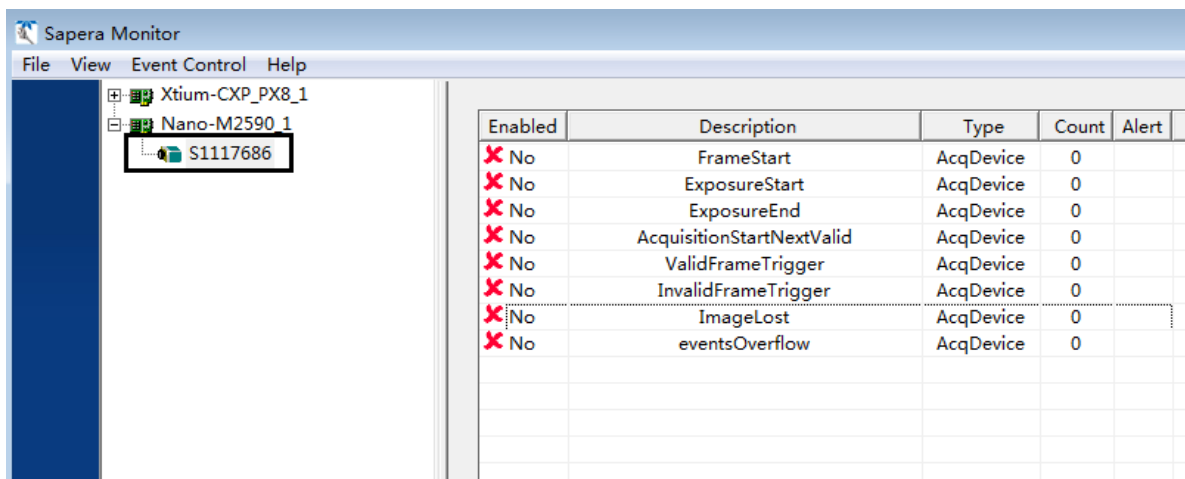 Sapera Monitor
File View Event Control Help
Xtium-CXP_PX8_1
Nano-M2590_1
S1117686
Enabled Description Type Count Alert
No FrameStart AcqDevice 0
No ExposureStart AcqDevice 0
No ExposureEnd AcqDevice 0
No AcquisitionStartNextValid AcqDevice 0
No ValidFrameTrigger AcqDevice 0
No InvalidFrameTrigger AcqDevice 0
No ImageLost AcqDevice 0
No eventsOverflow AcqDevice 0